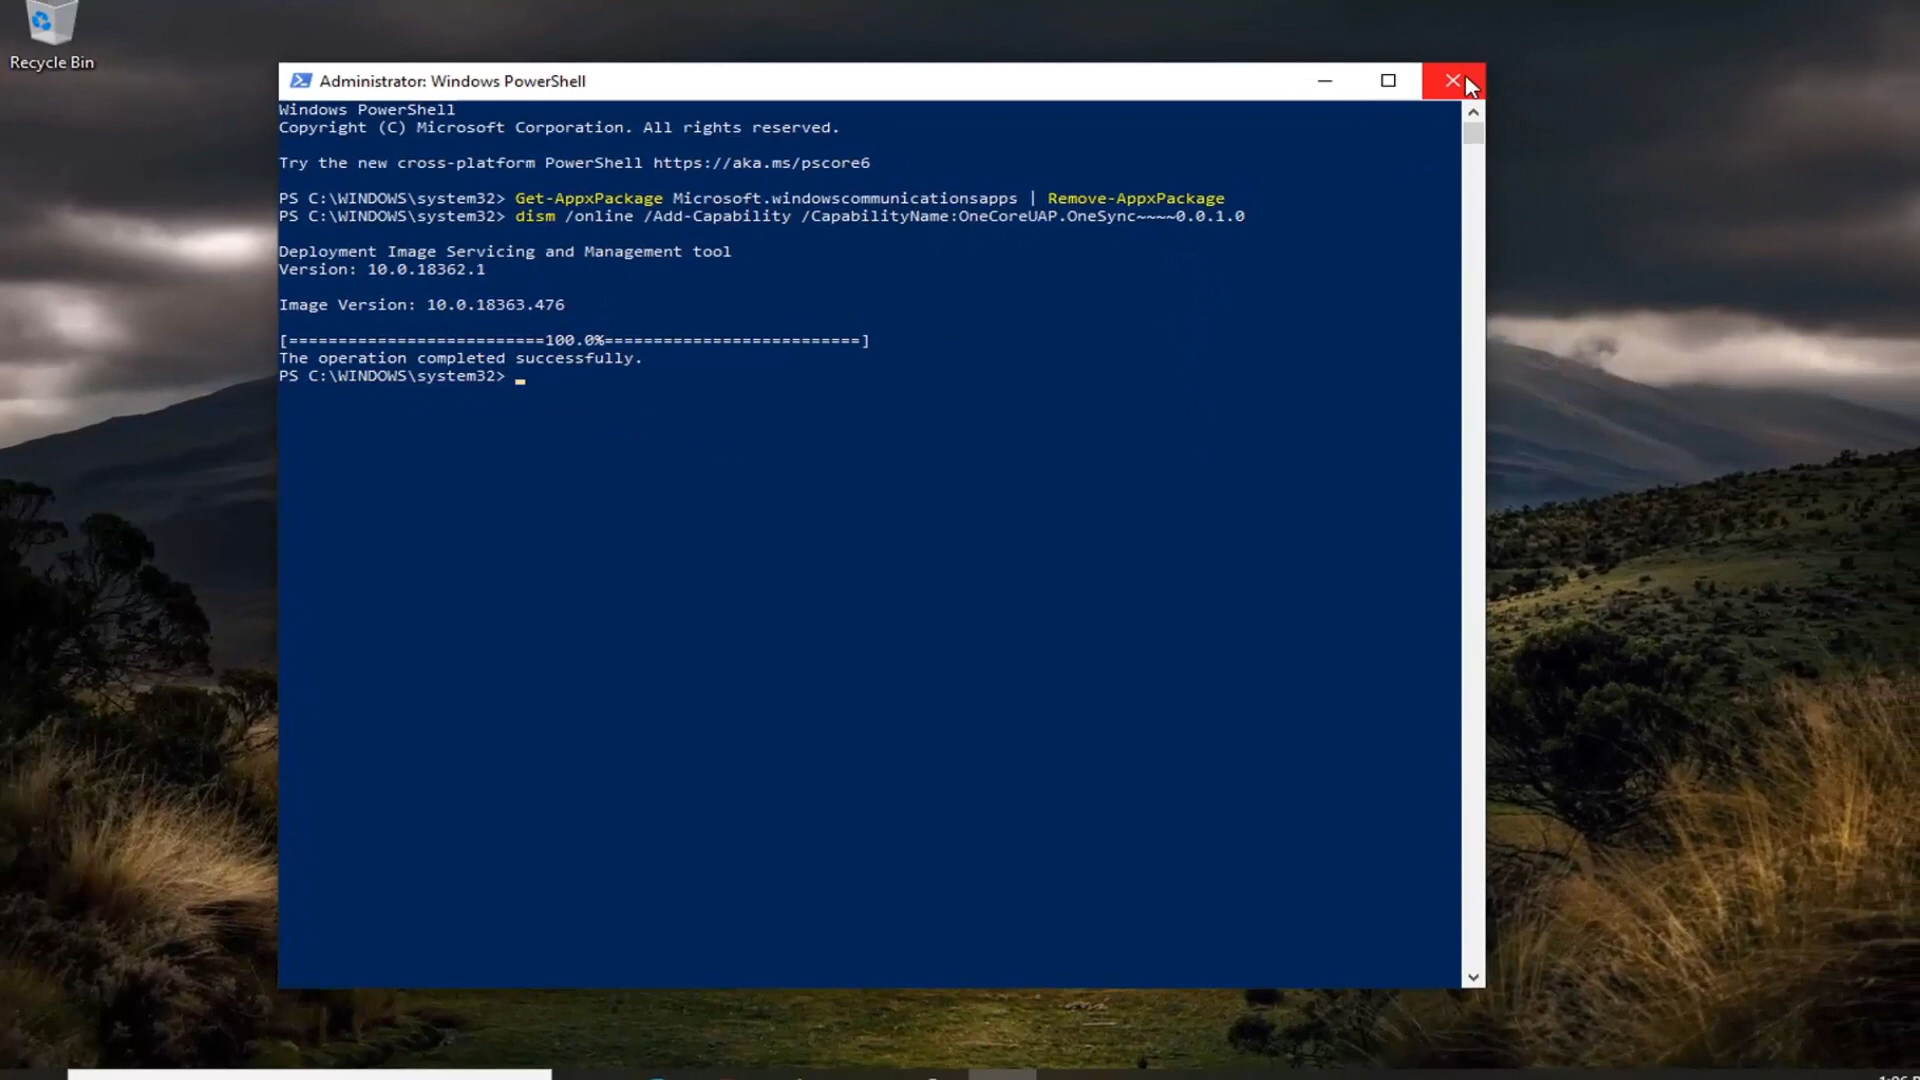 Recycle Bin
Administrator: Windows PowerShell
Windows PowerShell
Copyright (C) Microsoft Corporation. All rights reserved.
Try the new cross-platform PowerShell https://aka.ms/pscore6
PS C:\WINDOWS\system32> Get-AppxPackage Microsoft.windowscommunicationsapps | Remove-AppxPackage
PS C:\WINDOWS\system32> dism /online /Add-Capability /CapabilityName:OneCoreUAP.OneSync~~~~0.0.1.0
Deployment Image Servicing and Management tool
Version: 10.0.18362.1
Image Version: 10.0.18363.476
[==========================100.0%==========================]
The operation completed successfully.
PS C:\WINDOWS\system32>